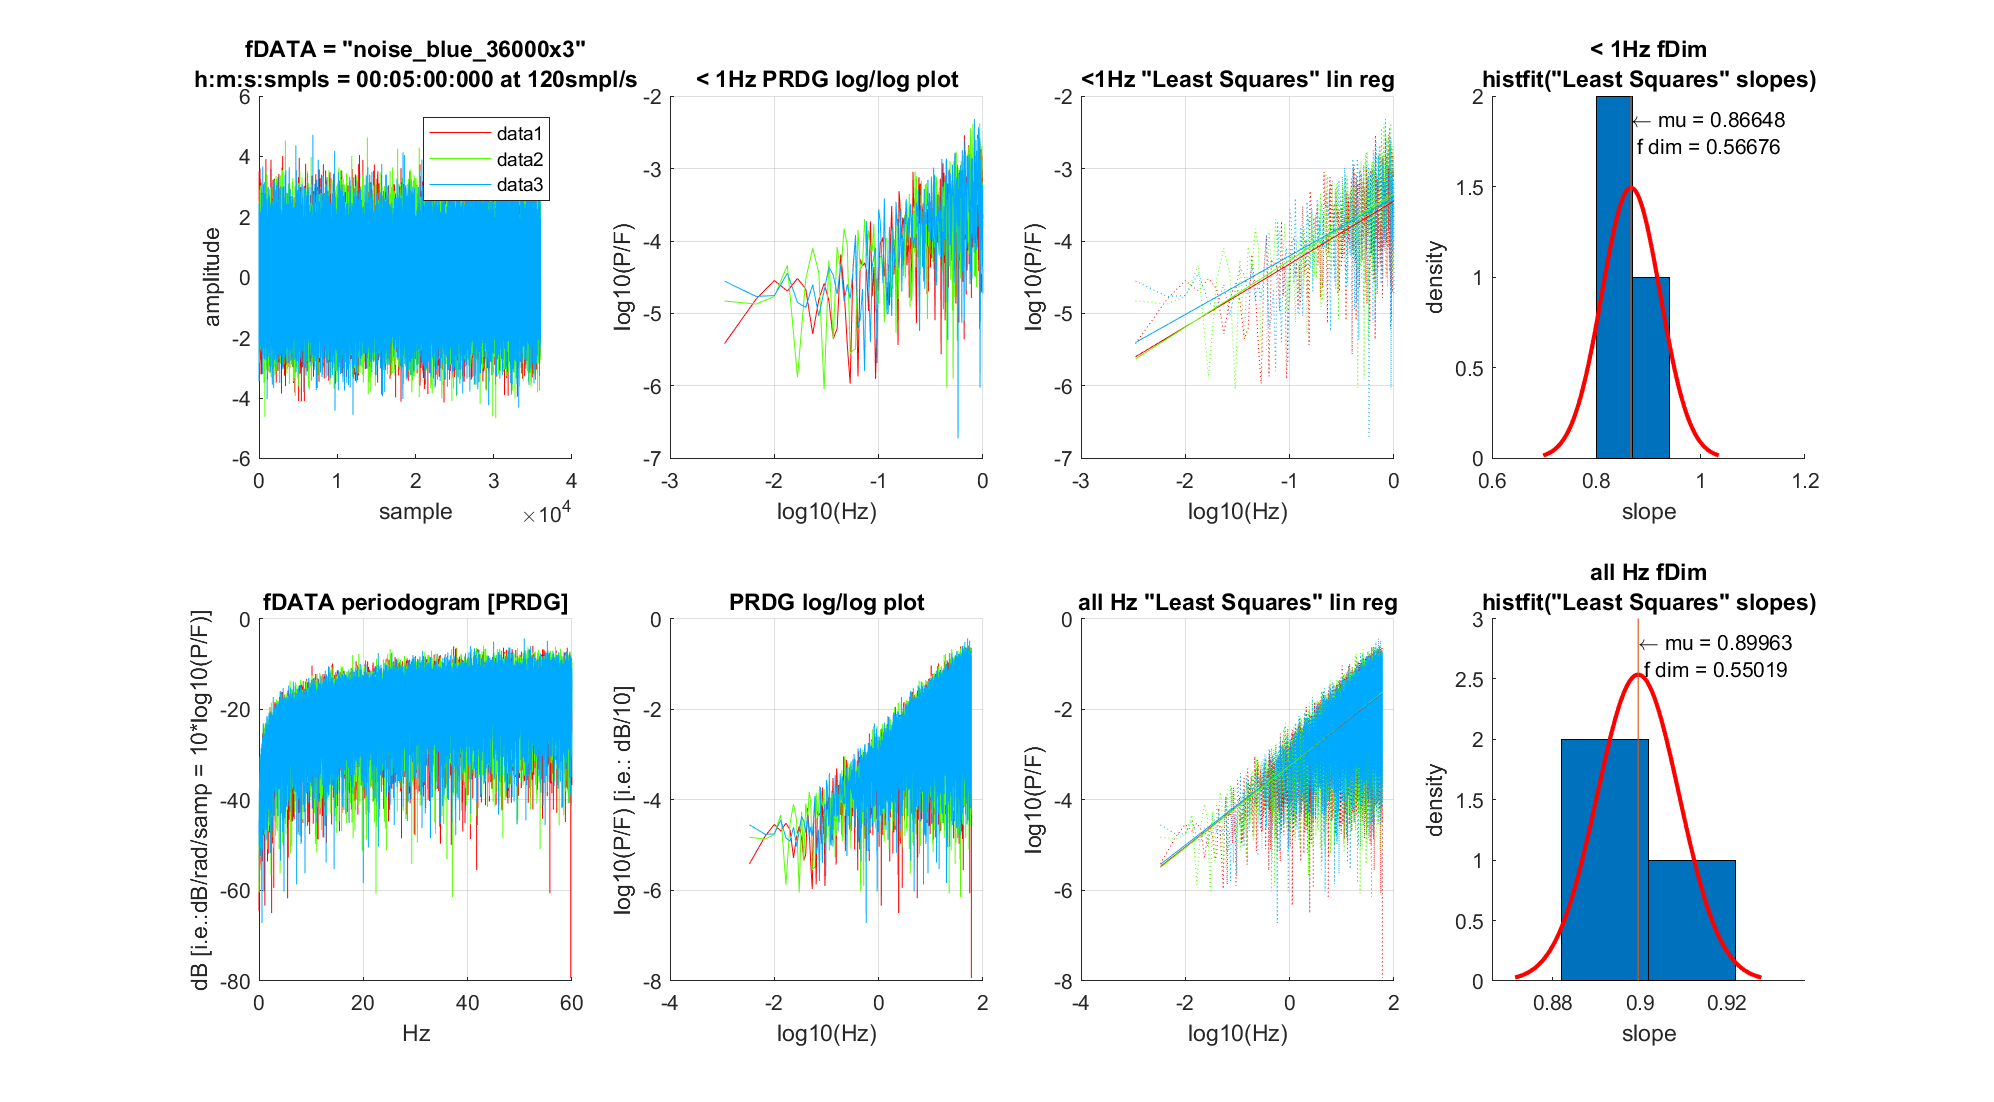 fDATA = "noise_blue_36000x3"
h:m:s:smpls = 00:05:00:000 at 120smpl/s
6
4
2
0
-2
-4
-6
amplitude
0 1 2 3 4
sample
×10^4
data1
data2
data3
< 1Hz PRDG log/log plot
-2
-3
-4
-5
-6
-7
log10(P/F)
-3 -2 -1 0
log10(Hz)
<1Hz "Least Squares" lin reg
-2
-3
-4
-5
-6
-7
log10(P/F)
-3 -2 -1 0
log10(Hz)
< 1Hz fDim
histfit("Least Squares" slopes)
2
1.5
1
0.5
0
density
← mu = 0.86648
f dim = 0.56676
0.6 0.8 1 1.2
slope
fDATA periodogram [PRDG]
0
-20
-40
-60
-80
dB [i.e.:dB/rad/samp = 10*log10(P/F)]
0 20 40 60
Hz
PRDG log/log plot
0
-2
-4
-6
-8
log10(P/F) [i.e.: dB/10]
-4 -2 0 2
log10(Hz)
all Hz "Least Squares" lin reg
0
-2
-4
-6
-8
log10(P/F)
-4 -2 0 2
log10(Hz)
all Hz fDim
histfit("Least Squares" slopes)
3
2.5
2
1.5
1
0.5
0
density
← mu = 0.89963
f dim = 0.55019
0.88 0.9 0.92
slope